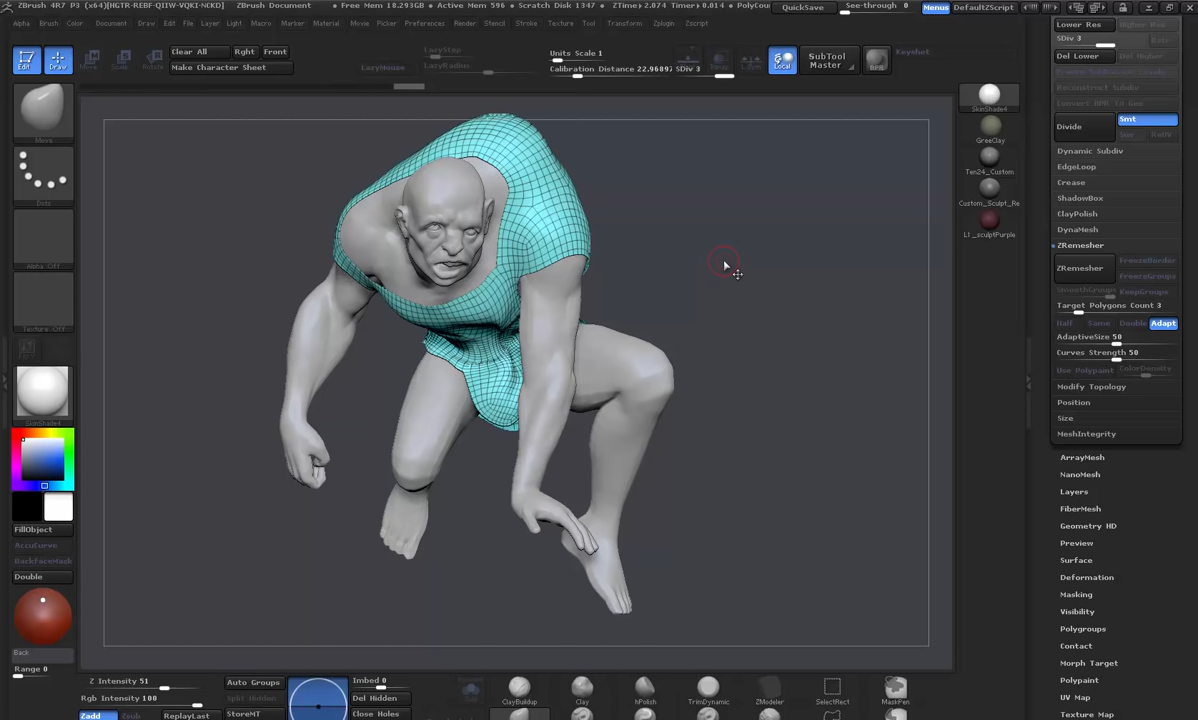 ZBrush 4R7 P3 (x64)[HGTR-REBF-QIIW-VQKI-NCKD] ZBrush Document • Free Mem 18.293GB • Active Mem 596 • Scratch Disk 1347 • ZTime▸2.074 Timer▸0.014 • PolyCou
QuickSave See-through 0 Menus DefaultZScript
Alpha Brush Color Document Draw Edit File Layer Light Macro Marker Material Movie Picker Preferences Render Stencil Stroke Texture Tool Transform Zplugin Zscript
Edit Draw Move Scale Rotate
Clear All Rght Front
Make Character Sheet
LazyStep
LazyRadius
LazyMouse
Units Scale 1
Calibration Distance 22.96897
SDiv 3
Local
SubTool
Master
BPR
Keyshot
Move
Dots
Alpha Off
Texture Off
SkinShade4
FillObject
AccuCurve
BackfaceMask
Double
Back
Range 0
SkinShade4
GreeClay
Ten24_Custom
Custom_Sculpt_Re
LI._sculptPurple
Lower Res Higher Res
SDiv 3
Del Lower Del Higher
Reconstruct Subdiv
Convert BPR To Geo
Divide Smt
Suv ReUV
Dynamic Subdiv
EdgeLoop
Crease
ShadowBox
ClayPolish
DynaMesh
ZRemesher
ZRemesher FreezeBorder
FreezeGroups
SmoothGroups KeepGroups
Target Polygons Count 3
Half Same Double Adapt
AdaptiveSize 50
Curves Strength 50
Use Polypaint ColorDensity
Modify Topology
Position
Size
MeshIntegrity
ArrayMesh
NanoMesh
Layers
FiberMesh
Geometry HD
Preview
Surface
Deformation
Masking
Visibility
Polygroups
Contact
Morph Target
Polypaint
UV Map
Texture Map
Z Intensity 51
Rgb Intensity 100
Zadd Zsub ReplayLast
Auto Groups
Split Hidden
StoreMT
Imbed 0
Del Hidden
Close Holes
ClayBuildup Clay hPolish TrimDynamic ZModeler SelectRect MaskPen